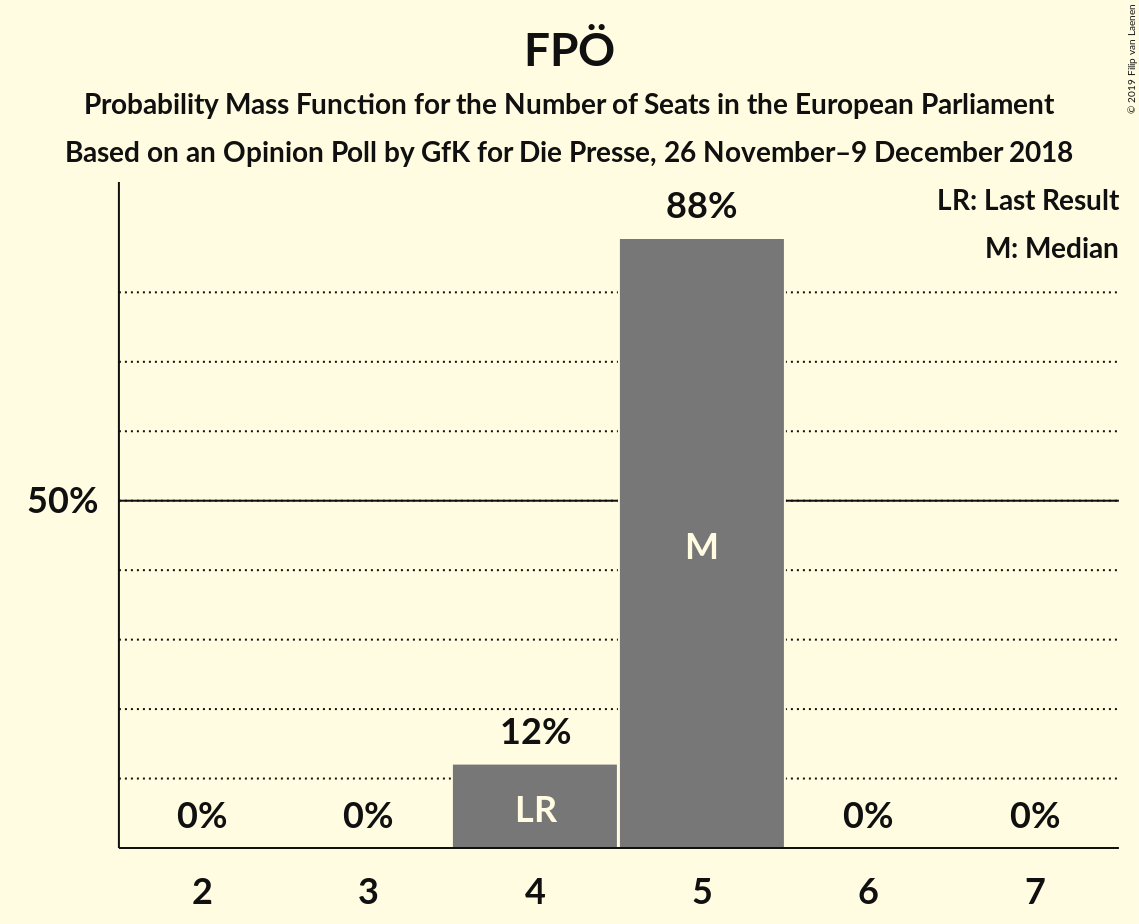 FPÖ
Probability Mass Function for the Number of Seats in the European Parliament
Based on an Opinion Poll by GfK for Die Presse, 26 November–9 December 2018
© 2019 Filip van Laenen
LR: Last Result
M: Median
88%
50%
M
12%
LR
0%
0%
0%
0%
2
3
4
5
6
7